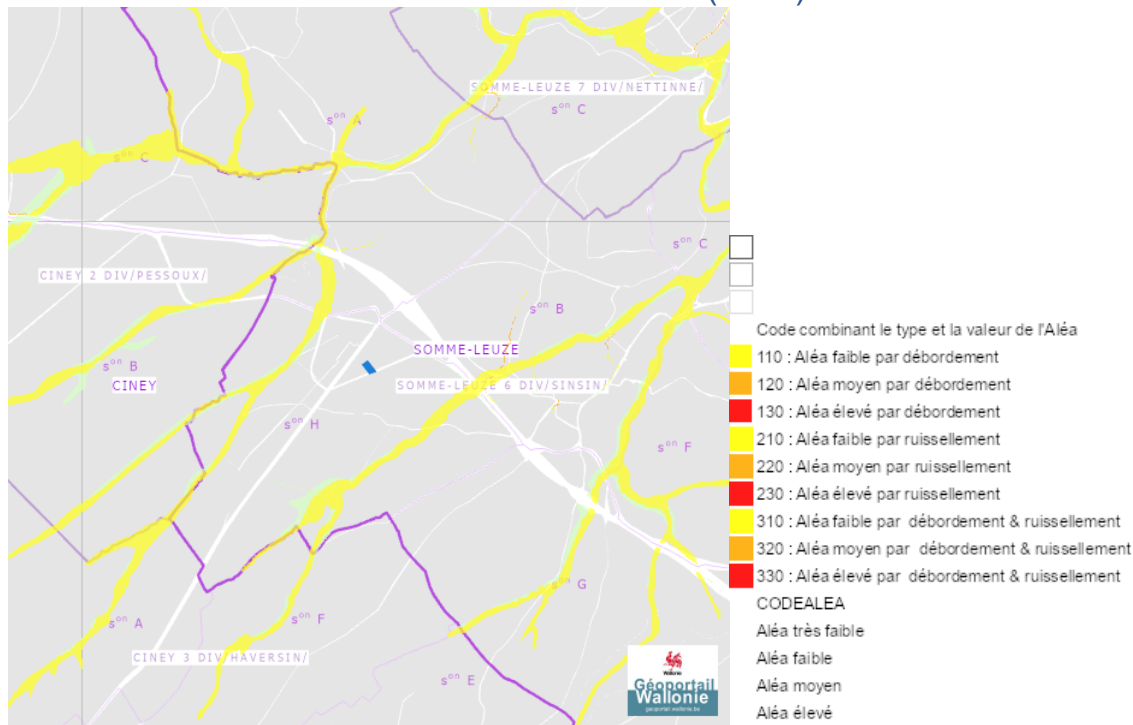 SOMME-LEUZE 7 DIV/NETTINNE/
sᵒⁿ C
sᵒⁿ A
sᵒⁿ C
sᵒⁿ C
CINEY 2 DIV/PESSOUX/
sᵒⁿ B
SOMME-LEUZE
sᵒⁿ B
CINEY
SOMME-LEUZE 6 DIV/SINSIN/
sᵒⁿ H
sᵒⁿ F
sᵒⁿ G
sᵒⁿ A
sᵒⁿ F
CINEY 3 DIV/HAVERSIN/
sᵒⁿ E
Wallonie
Géoportail
Wallonie
geoportail.wallonie.be
Code combinant le type et la valeur de l'Aléa
110 : Aléa faible par débordement
120 : Aléa moyen par débordement
130 : Aléa élevé par débordement
210 : Aléa faible par ruissellement
220 : Aléa moyen par ruissellement
230 : Aléa élevé par ruissellement
310 : Aléa faible par débordement & ruissellement
320 : Aléa moyen par débordement & ruissellement
330 : Aléa élevé par débordement & ruissellement
CODEALEA
Aléa très faible
Aléa faible
Aléa moyen
Aléa élevé